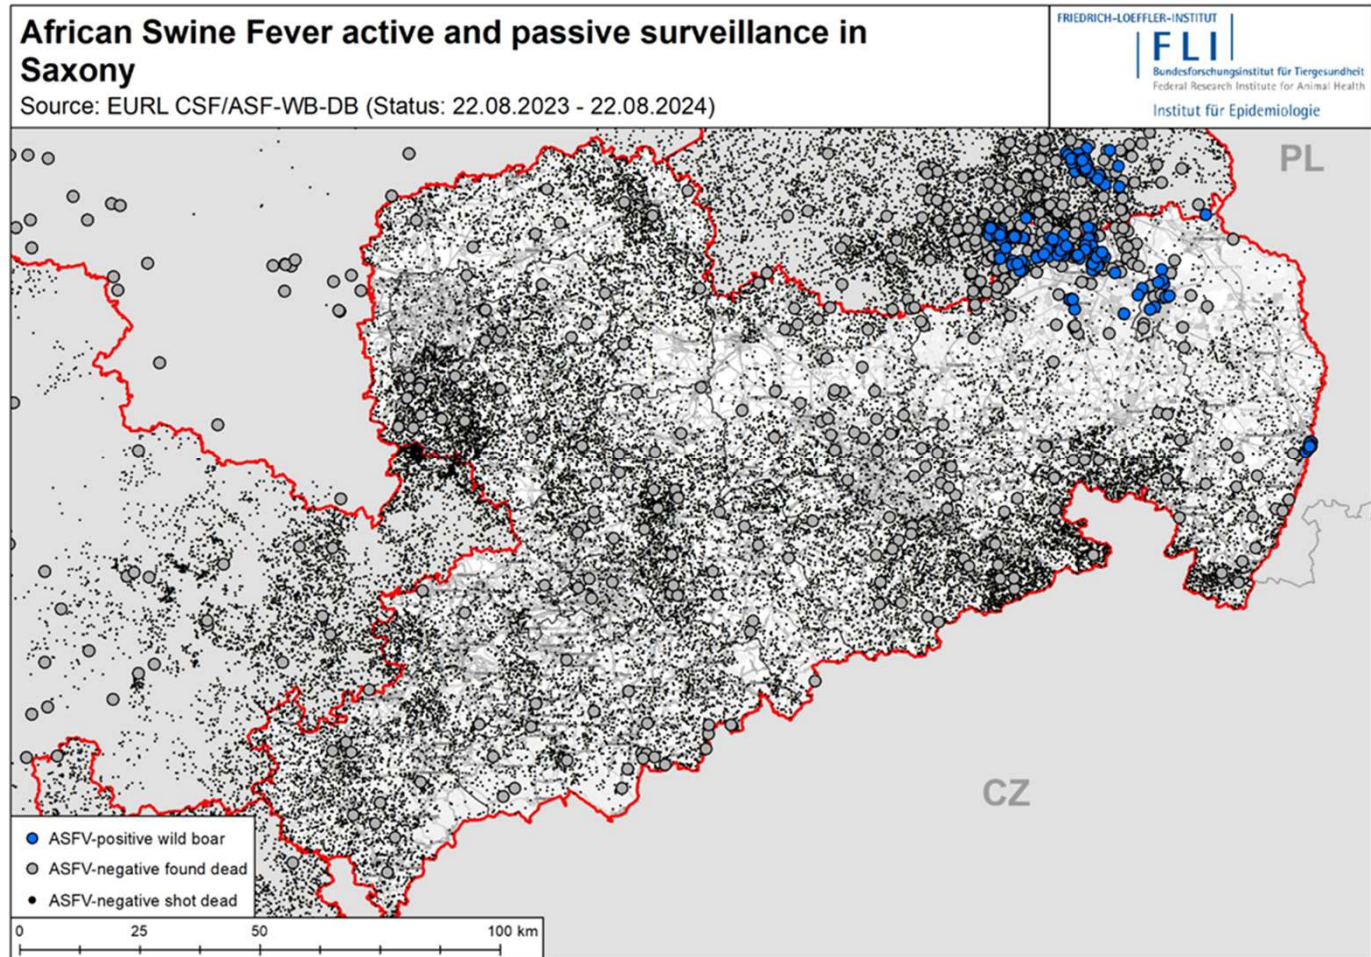 African Swine Fever active and passive surveillance in
Saxony
Source: EURL CSF/ASF-WB-DB (Status: 22.08.2023 - 22.08.2024)
FRIEDRICH-LOEFFLER-INSTITUT
FLI
Bundesforschungsinstitut für Tiergesundheit
Federal Research Institute for Animal Health
Institut für Epidemiologie
PL
CZ
ASFV-positive wild boar
ASFV-negative found dead
ASFV-negative shot dead
0 25 50 100 km